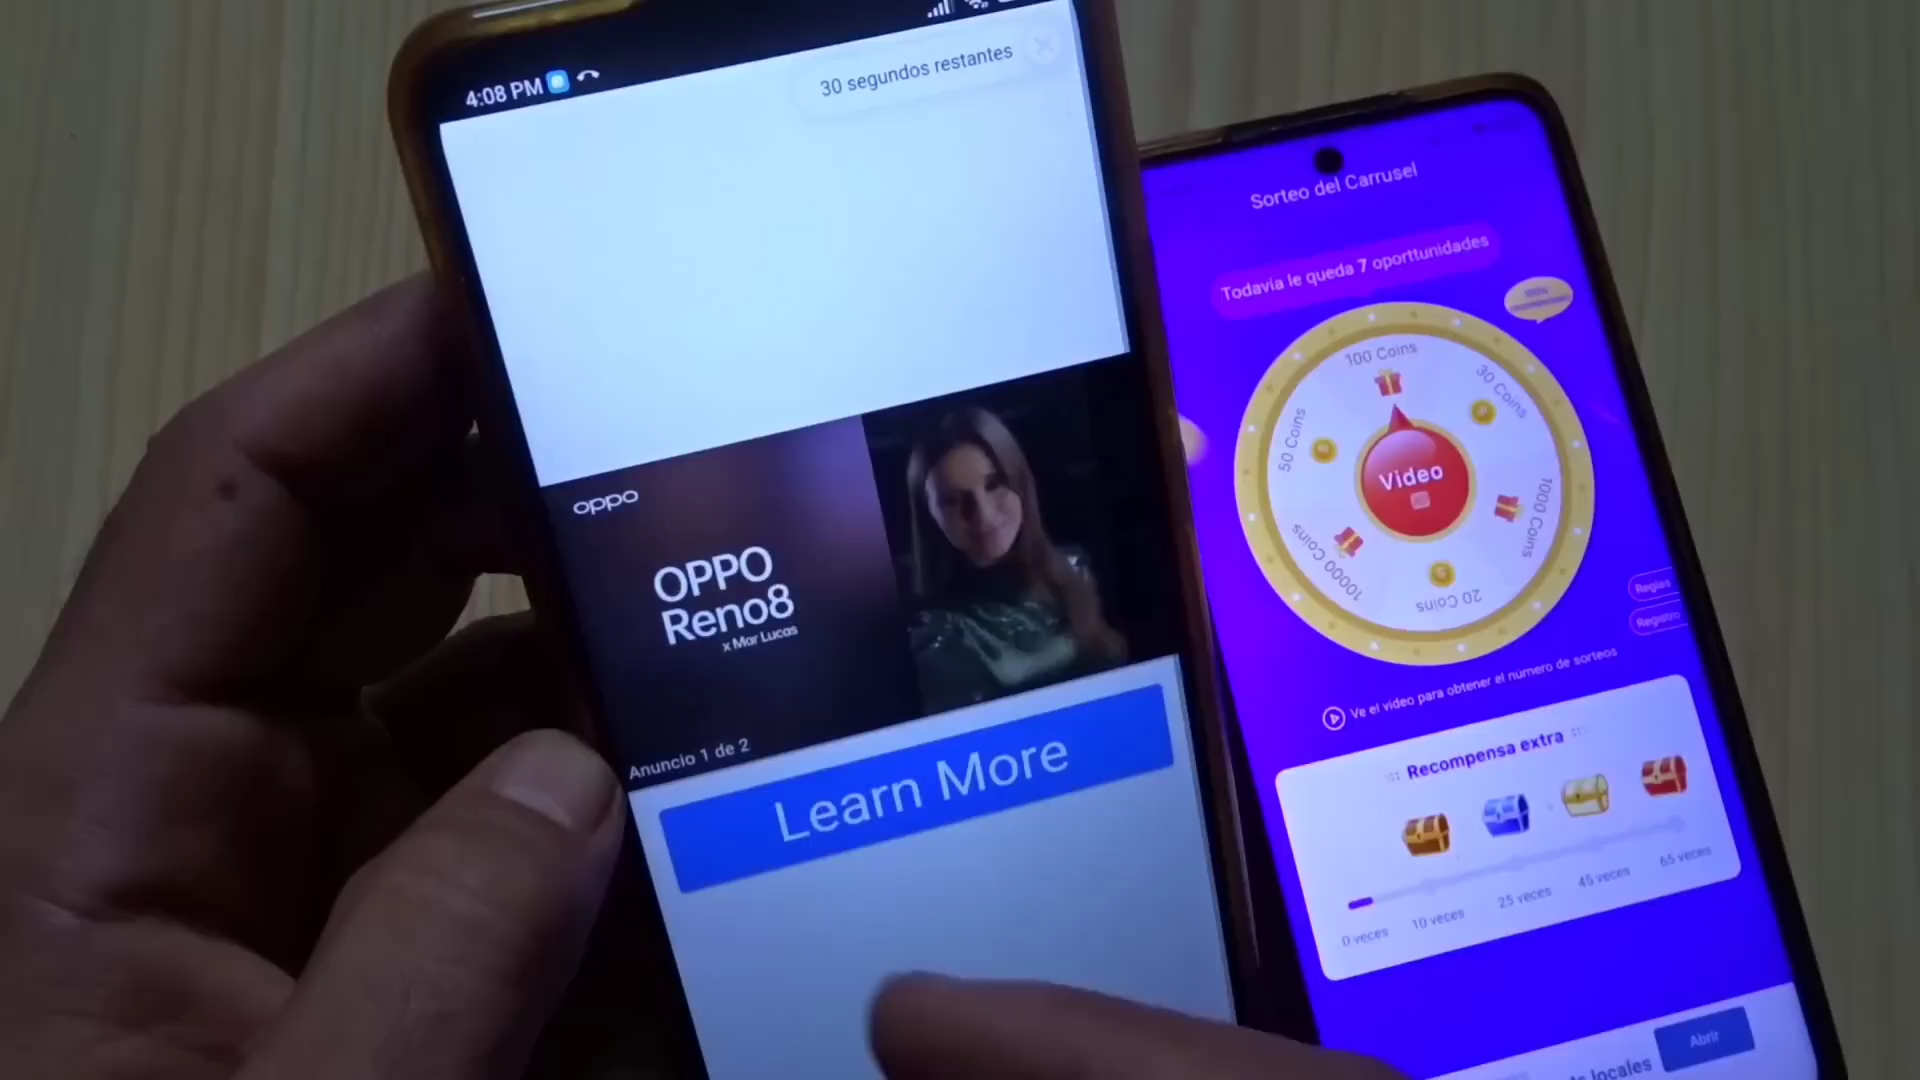 4:08 PM
30 segundos restantes
oppo
OPPO
Reno8
x Mar Lucas
Anuncio 1 de 2
Learn More
Sorteo del Carrusel
Todavia le queda 7 oporttunidades
100 Coins
30 Coins
1000 Coins
20 Coins
10000 Coins
50 Coins
Video
Reglas
Registro
Ve el video para obtener el número de sorteos
Recompensa extra
0 veces
10 veces
25 veces
45 veces
65 veces
locales
Abrir